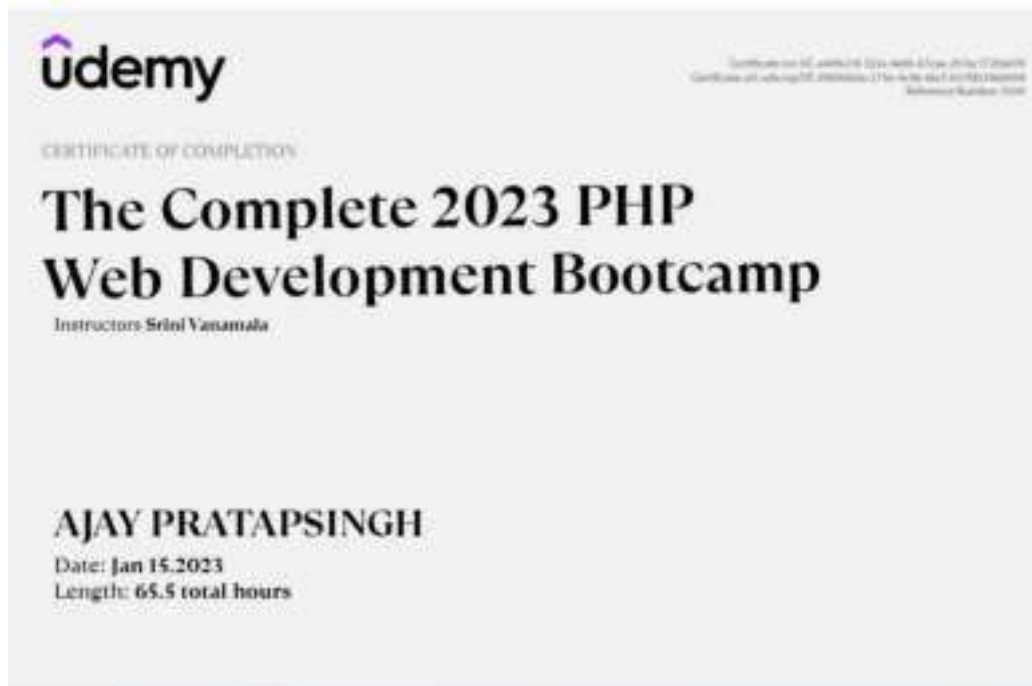 udemy
CERTIFICATE OF COMPLETION
The Complete 2023 PHP
Web Development Bootcamp
Instructors Srini Vanamala
AJAY PRATAPSINGH
Date: Jan 15.2023
Length: 65.5 total hours